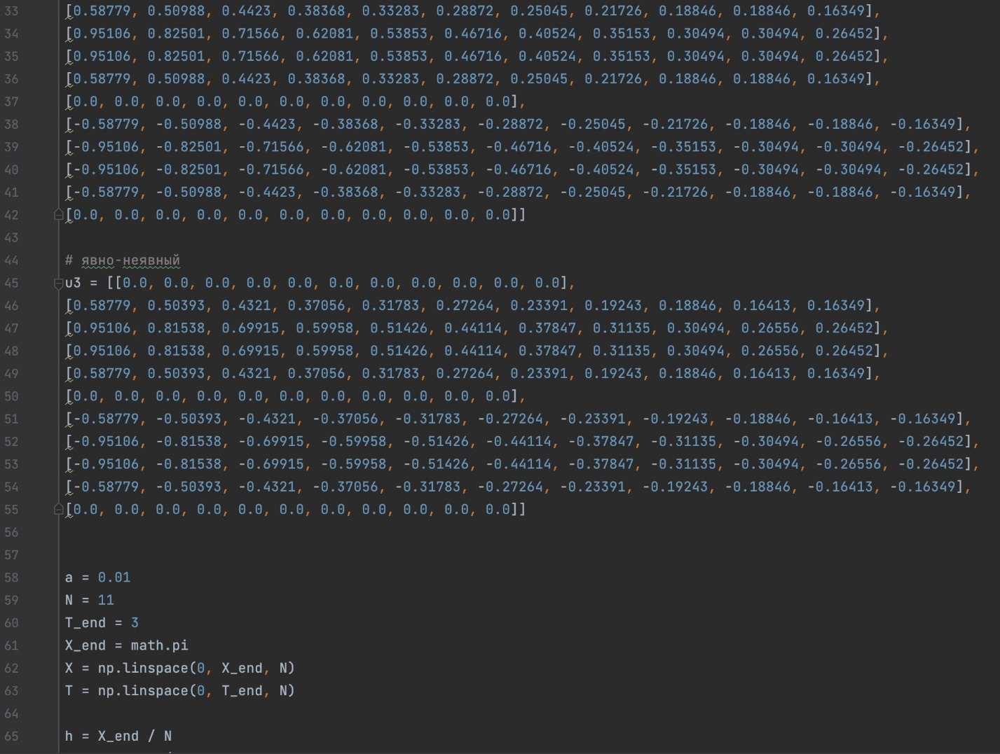 33 [0.58779, 0.50988, 0.4423, 0.38368, 0.33283, 0.28872, 0.25045, 0.21726, 0.18846, 0.18846, 0.16349],
34 [0.95106, 0.82501, 0.71566, 0.62081, 0.53853, 0.46716, 0.40524, 0.35153, 0.30494, 0.30494, 0.26452],
35 [0.95106, 0.82501, 0.71566, 0.62081, 0.53853, 0.46716, 0.40524, 0.35153, 0.30494, 0.30494, 0.26452],
36 [0.58779, 0.50988, 0.4423, 0.38368, 0.33283, 0.28872, 0.25045, 0.21726, 0.18846, 0.18846, 0.16349],
37 [0.0, 0.0, 0.0, 0.0, 0.0, 0.0, 0.0, 0.0, 0.0, 0.0, 0.0],
38 [-0.58779, -0.50988, -0.4423, -0.38368, -0.33283, -0.28872, -0.25045, -0.21726, -0.18846, -0.18846, -0.16349],
39 [-0.95106, -0.82501, -0.71566, -0.62081, -0.53853, -0.46716, -0.40524, -0.35153, -0.30494, -0.30494, -0.26452],
40 [-0.95106, -0.82501, -0.71566, -0.62081, -0.53853, -0.46716, -0.40524, -0.35153, -0.30494, -0.30494, -0.26452],
41 [-0.58779, -0.50988, -0.4423, -0.38368, -0.33283, -0.28872, -0.25045, -0.21726, -0.18846, -0.18846, -0.16349],
42 [0.0, 0.0, 0.0, 0.0, 0.0, 0.0, 0.0, 0.0, 0.0, 0.0, 0.0]]
43
44 # явно-неявный
45 u3 = [[0.0, 0.0, 0.0, 0.0, 0.0, 0.0, 0.0, 0.0, 0.0, 0.0, 0.0],
46 [0.58779, 0.50393, 0.4321, 0.37056, 0.31783, 0.27264, 0.23391, 0.19243, 0.18846, 0.16413, 0.16349],
47 [0.95106, 0.81538, 0.69915, 0.59958, 0.51426, 0.44114, 0.37847, 0.31135, 0.30494, 0.26556, 0.26452],
48 [0.95106, 0.81538, 0.69915, 0.59958, 0.51426, 0.44114, 0.37847, 0.31135, 0.30494, 0.26556, 0.26452],
49 [0.58779, 0.50393, 0.4321, 0.37056, 0.31783, 0.27264, 0.23391, 0.19243, 0.18846, 0.16413, 0.16349],
50 [0.0, 0.0, 0.0, 0.0, 0.0, 0.0, 0.0, 0.0, 0.0, 0.0, 0.0],
51 [-0.58779, -0.50393, -0.4321, -0.37056, -0.31783, -0.27264, -0.23391, -0.19243, -0.18846, -0.16413, -0.16349],
52 [-0.95106, -0.81538, -0.69915, -0.59958, -0.51426, -0.44114, -0.37847, -0.31135, -0.30494, -0.26556, -0.26452],
53 [-0.95106, -0.81538, -0.69915, -0.59958, -0.51426, -0.44114, -0.37847, -0.31135, -0.30494, -0.26556, -0.26452],
54 [-0.58779, -0.50393, -0.4321, -0.37056, -0.31783, -0.27264, -0.23391, -0.19243, -0.18846, -0.16413, -0.16349],
55 [0.0, 0.0, 0.0, 0.0, 0.0, 0.0, 0.0, 0.0, 0.0, 0.0, 0.0]]
56
57
58 a = 0.01
59 N = 11
60 T_end = 3
61 X_end = math.pi
62 X = np.linspace(0, X_end, N)
63 T = np.linspace(0, T_end, N)
64
65 h = X_end / N